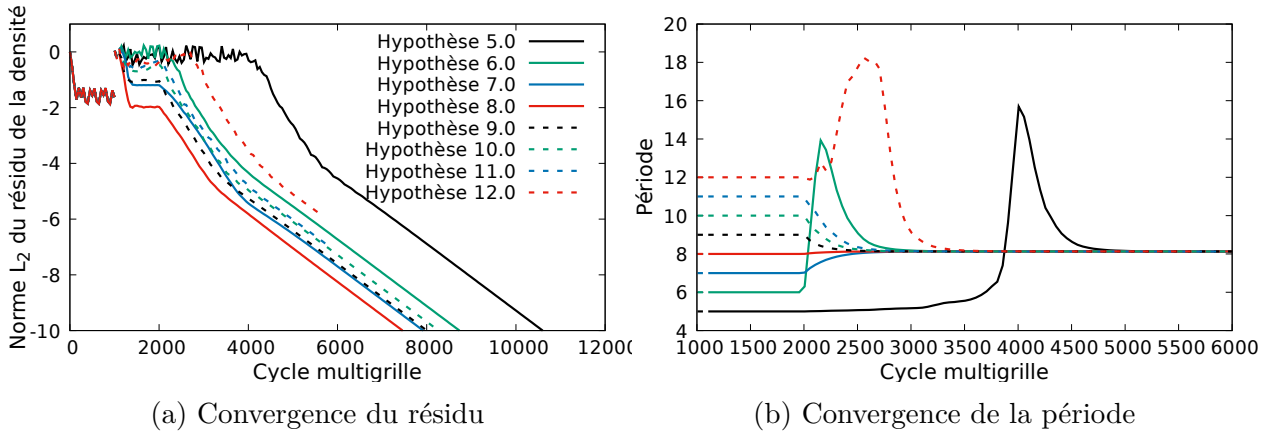 Norme L2 du résidu de la densité
0
-2
-4
-6
-8
-10
0 2000 4000 6000 8000 10000 12000
Cycle multigrille
Hypothèse 5.0
Hypothèse 6.0
Hypothèse 7.0
Hypothèse 8.0
Hypothèse 9.0
Hypothèse 10.0
Hypothèse 11.0
Hypothèse 12.0
(a) Convergence du résidu
Période
20
18
16
14
12
10
8
6
4
1000 1500 2000 2500 3000 3500 4000 4500 5000 5500 6000
Cycle multigrille
(b) Convergence de la période